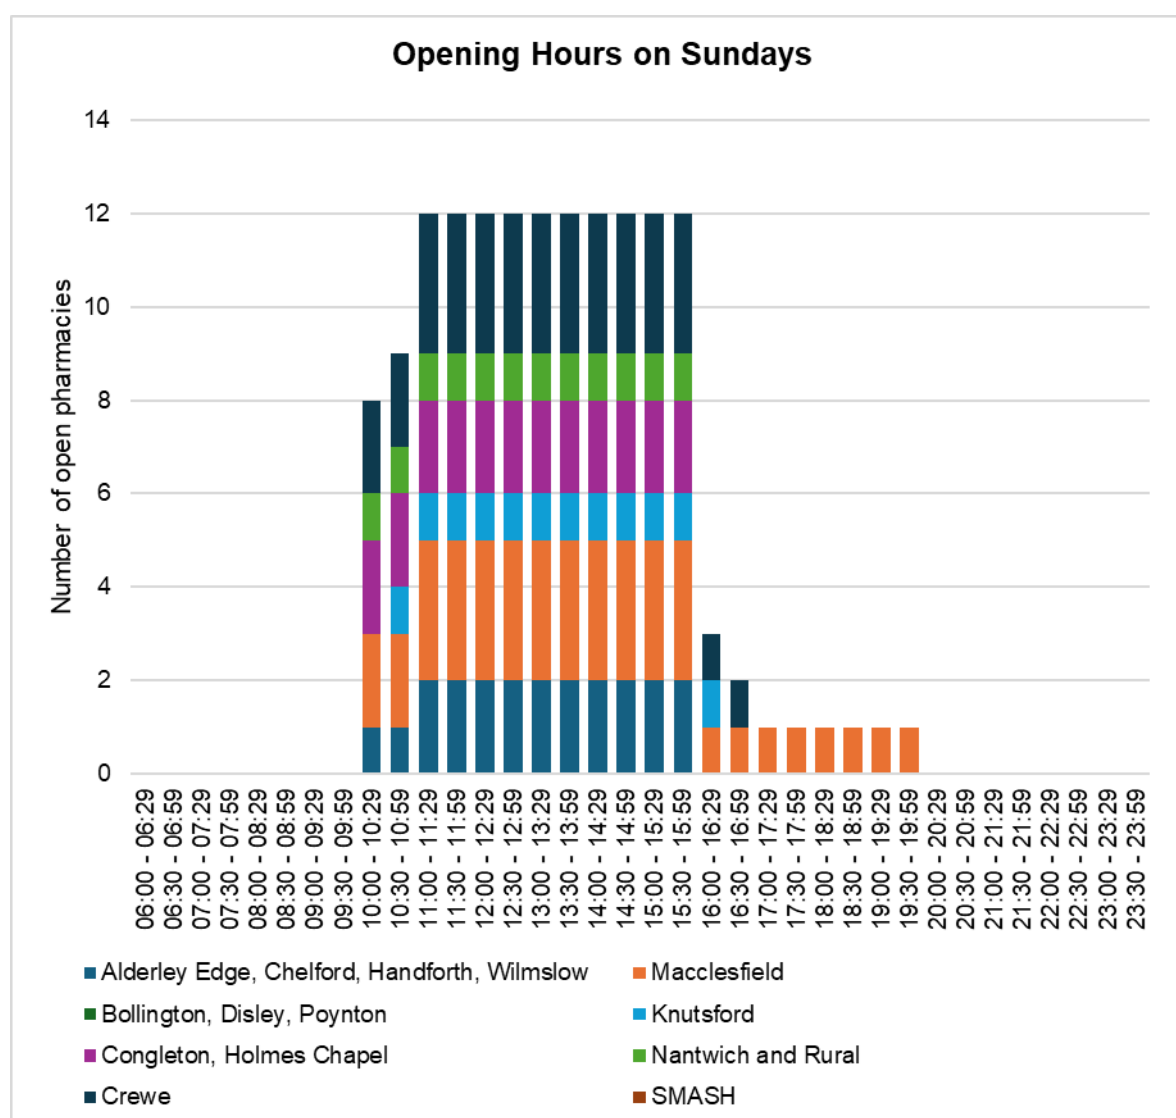 Opening Hours on Sundays
Number of open pharmacies
14
12
10
8
6
4
2
0
06:00 - 06:29
06:30 - 06:59
07:00 - 07:29
07:30 - 07:59
08:00 - 08:29
08:30 - 08:59
09:00 - 09:29
09:30 - 09:59
10:00 - 10:29
10:30 - 10:59
11:00 - 11:29
11:30 - 11:59
12:00 - 12:29
12:30 - 12:59
13:00 - 13:29
13:30 - 13:59
14:00 - 14:29
14:30 - 14:59
15:00 - 15:29
15:30 - 15:59
16:00 - 16:29
16:30 - 16:59
17:00 - 17:29
17:30 - 17:59
18:00 - 18:29
18:30 - 18:59
19:00 - 19:29
19:30 - 19:59
20:00 - 20:29
20:30 - 20:59
21:00 - 21:29
21:30 - 21:59
22:00 - 22:29
22:30 - 22:59
23:00 - 23:29
23:30 - 23:59
Alderley Edge, Chelford, Handforth, Wilmslow
Macclesfield
Bollington, Disley, Poynton
Knutsford
Congleton, Holmes Chapel
Nantwich and Rural
Crewe
SMASH